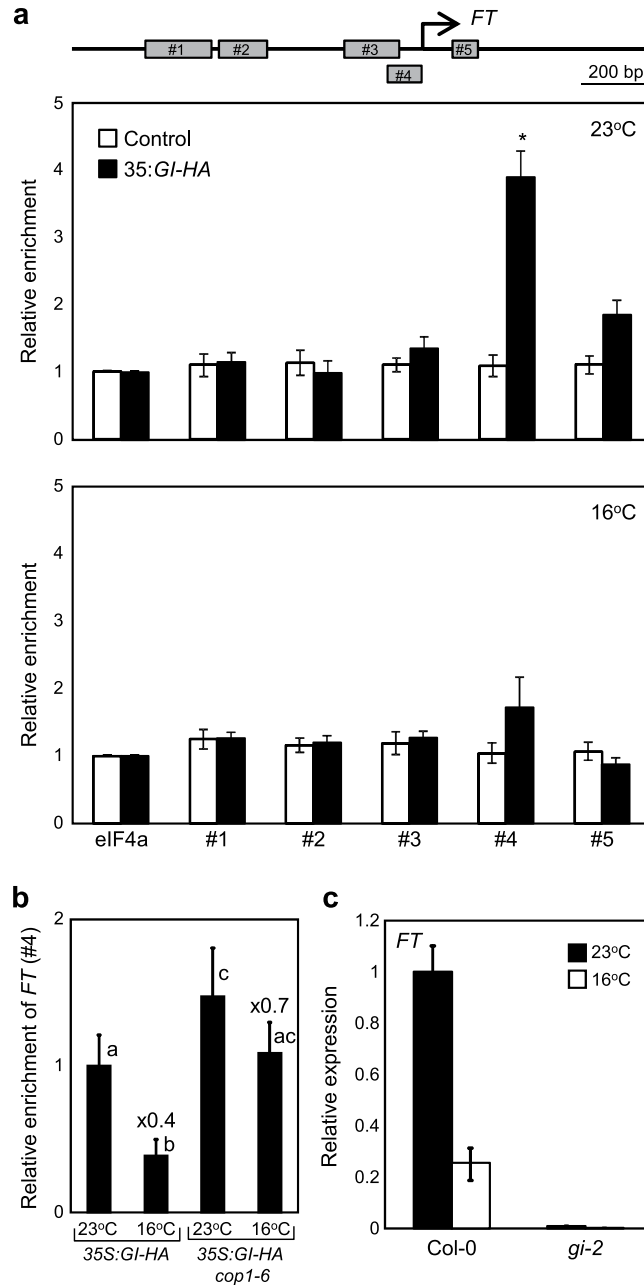 a
FT
#1 #2 #3 #5
#4
200 bp
5
4
3
2
1
0
Relative enrichment
Control
35:GI-HA
23°C
*
5
4
3
2
1
0
Relative enrichment
16°C
eIF4a #1 #2 #3 #4 #5
b
2
1
0
Relative enrichment of FT (#4)
a
x0.4
b
c
x0.7
ac
23°C 16°C 23°C 16°C
35S:GI-HA 35S:GI-HA
cop1-6
c
1.2
1
0.8
0.6
0.4
0.2
0
Relative expression
FT
23°C
16°C
Col-0 gi-2